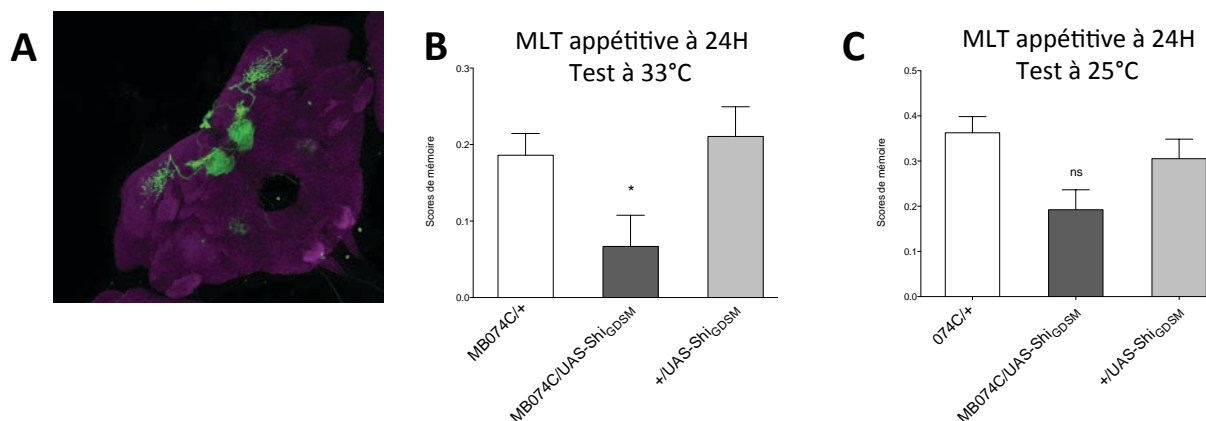 A
B
MLT appétitive à 24H
Test à 33°C
Scores de mémoire
0.3
0.2
0.1
0.0
*
MB074C/+
MB074C/UAS-ShiGDSM
+/UAS-ShiGDSM
C
MLT appétitive à 24H
Test à 25°C
Scores de mémoire
0.5
0.4
0.3
0.2
0.1
0.0
ns
074C/+
MB074C/UAS-ShiGDSM
+/UAS-ShiGDSM